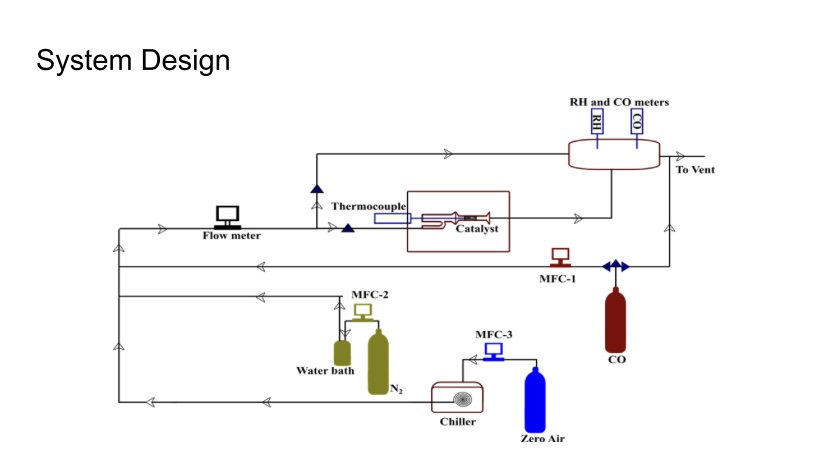 System Design
RH and CO meters
RH
CO
To Vent
Thermocouple
Catalyst
Flow meter
MFC-1
MFC-2
MFC-3
CO
Water bath
N₂
Chiller
Zero Air